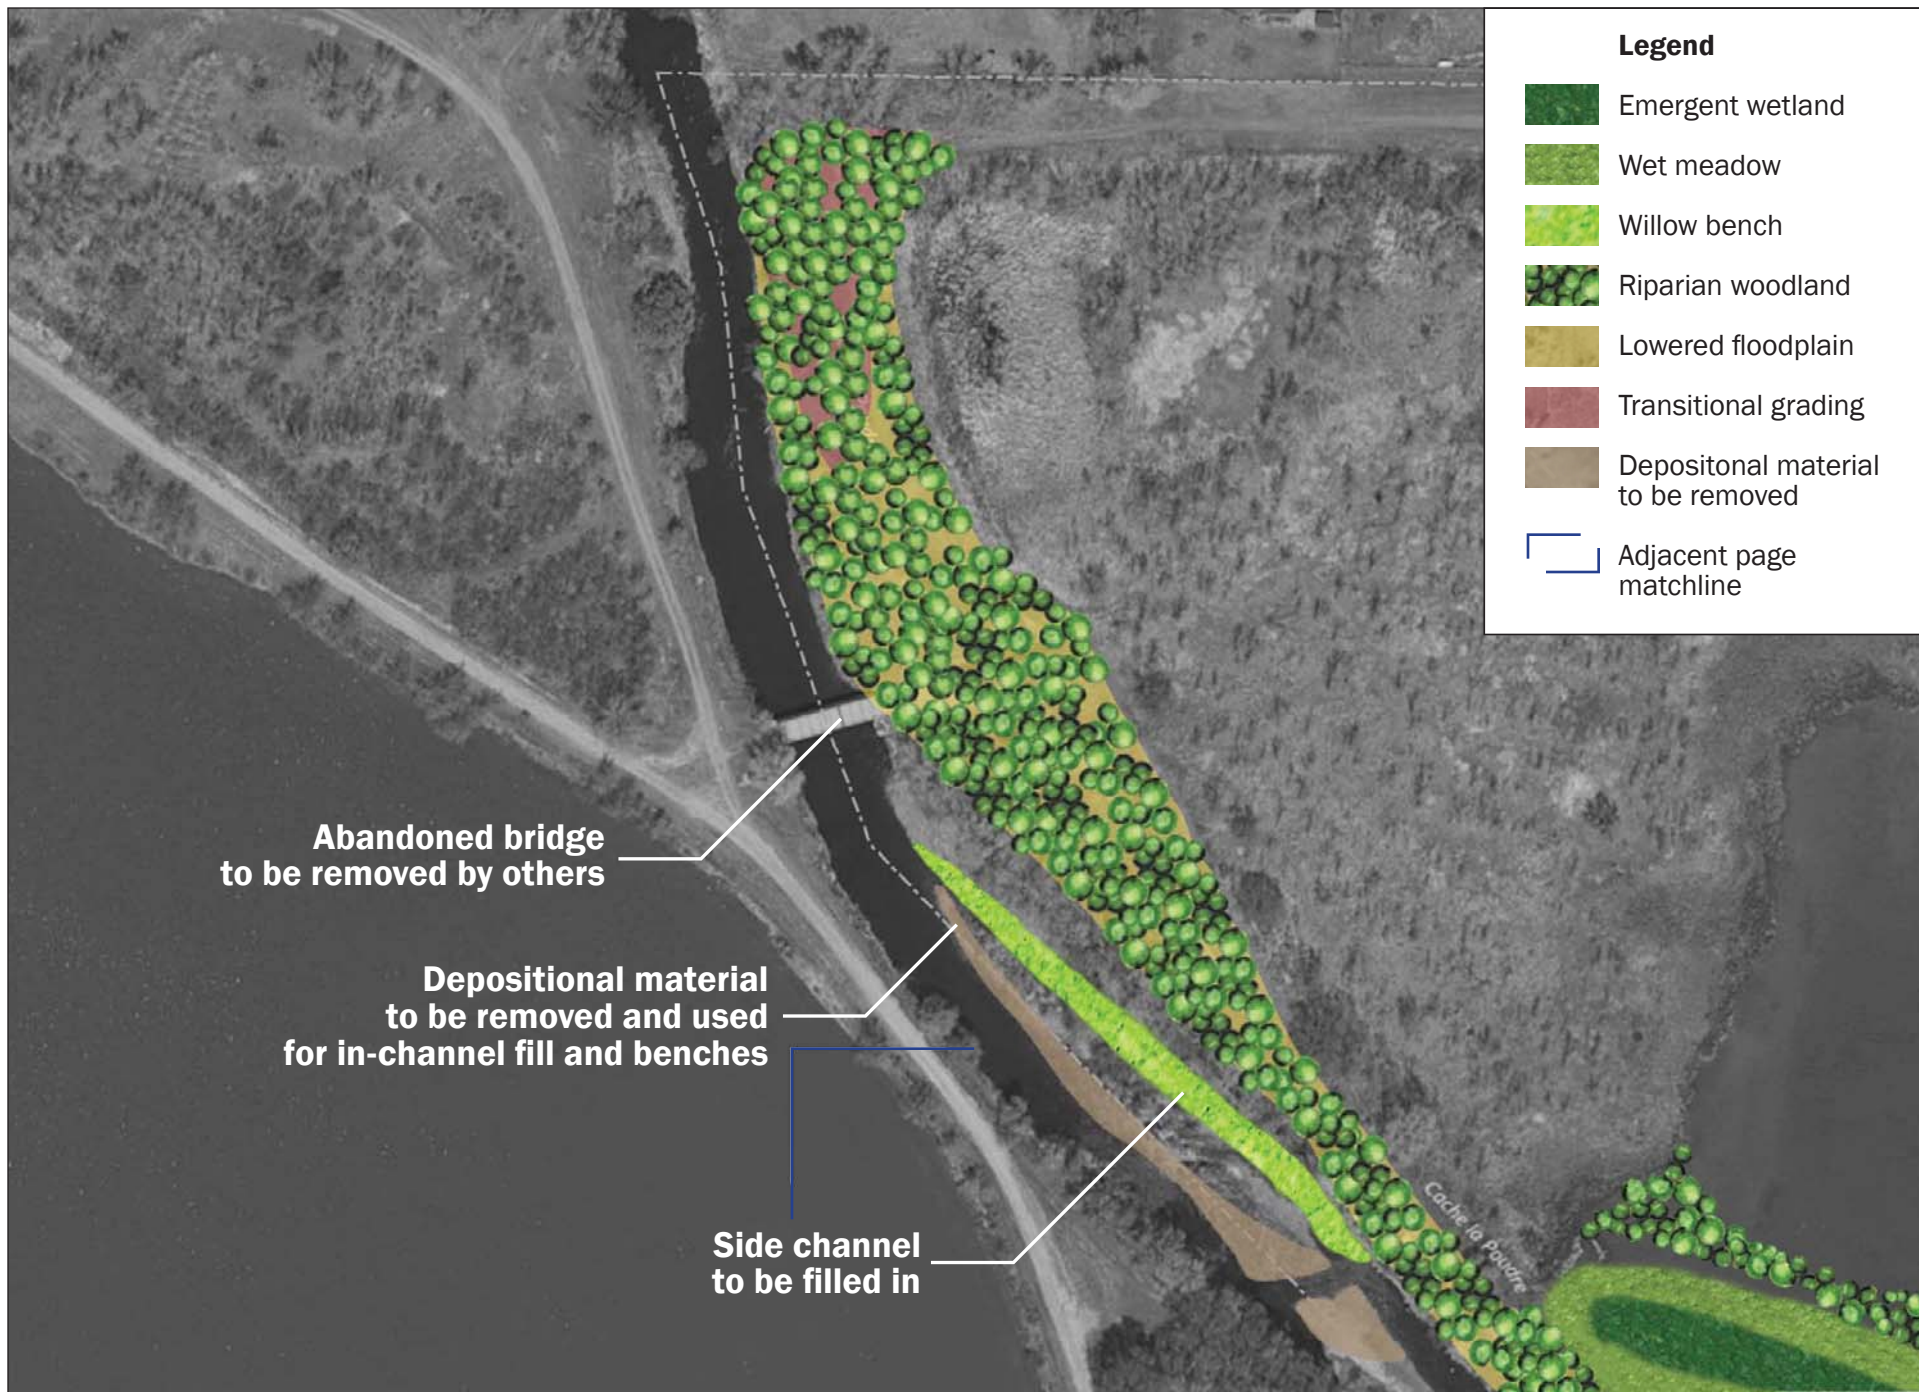 Legend
Emergent wetland
Wet meadow
Willow bench
Riparian woodland
Lowered floodplain
Transitional grading
Depositonal material
to be removed
Adjacent page
matchline
Abandoned bridge
to be removed by others
Depositional material
to be removed and used
for in-channel fill and benches
Side channel
to be filled in
Cache la Poudre